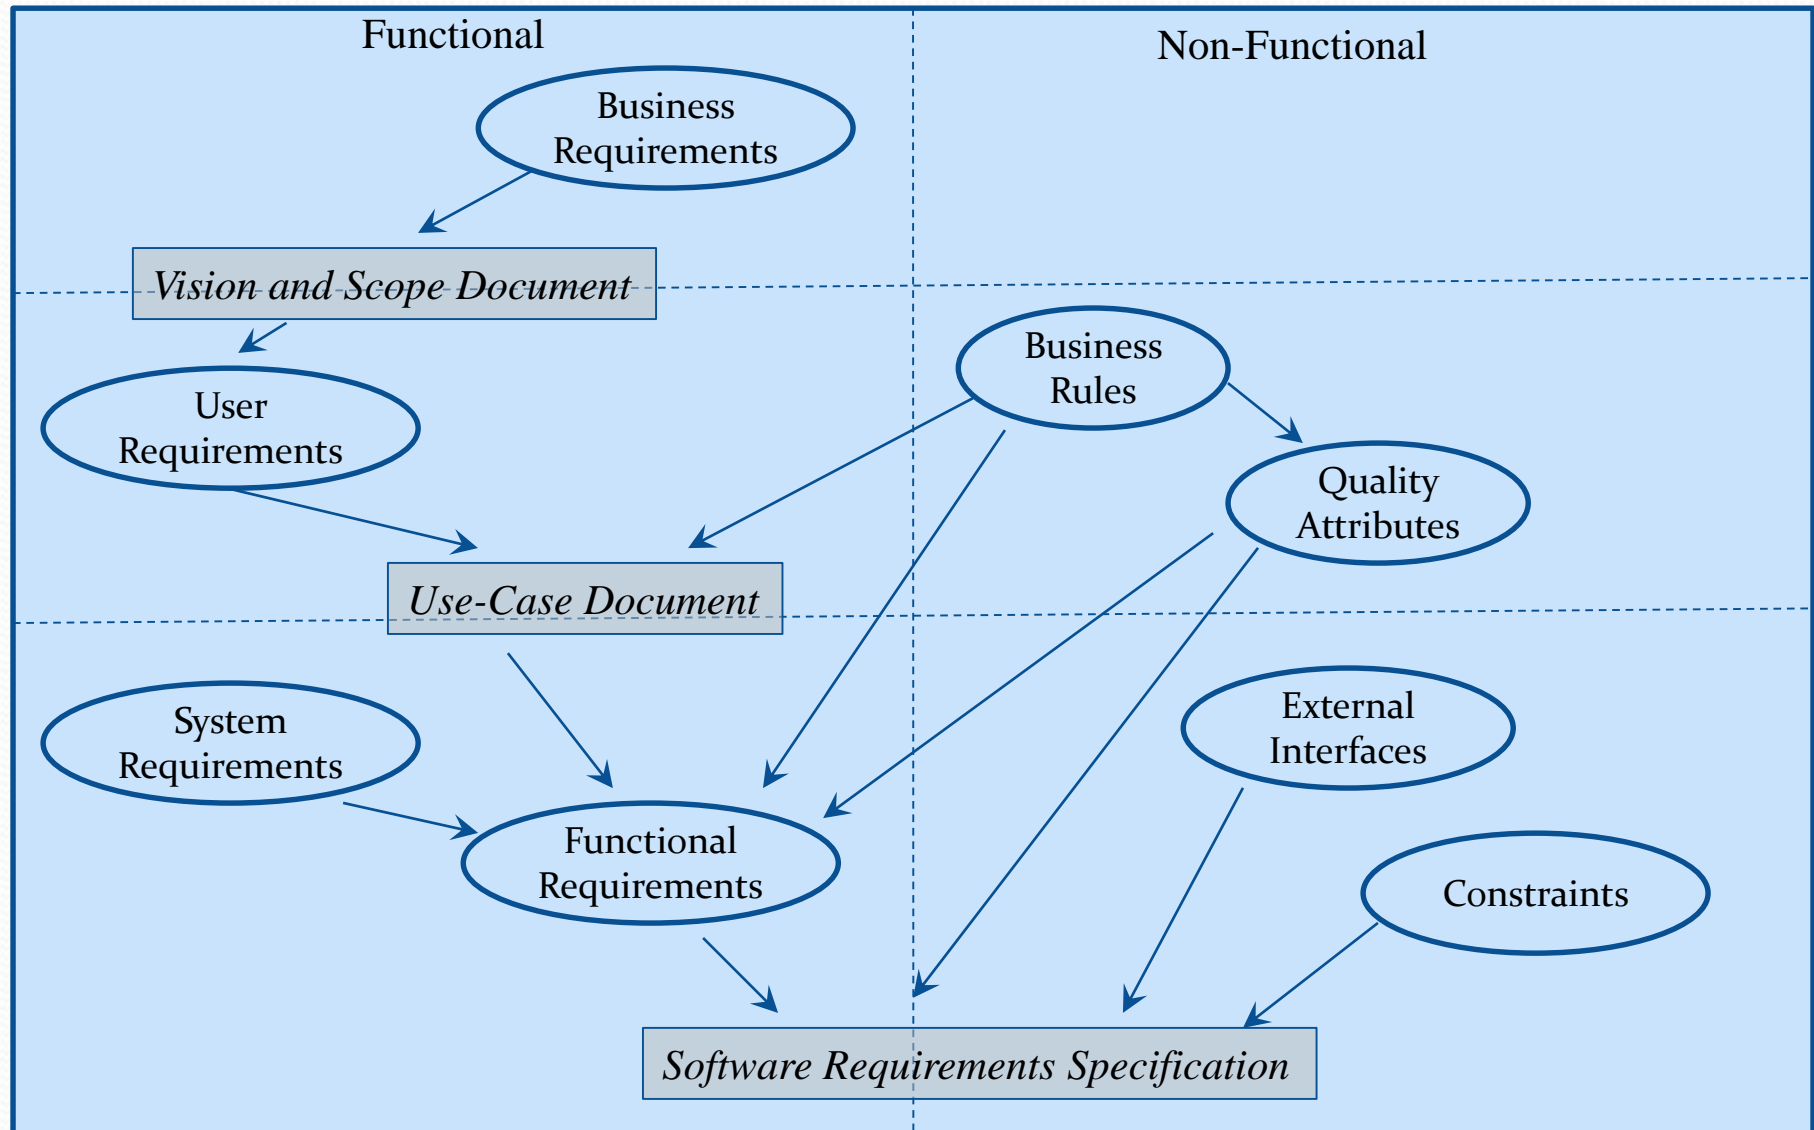 Functional
Non-Functional
Business
Requirements
Vision and Scope Document
Business
Rules
User
Requirements
Quality
Attributes
Use-Case Document
System
Requirements
External
Interfaces
Functional
Requirements
Constraints
Software Requirements Specification